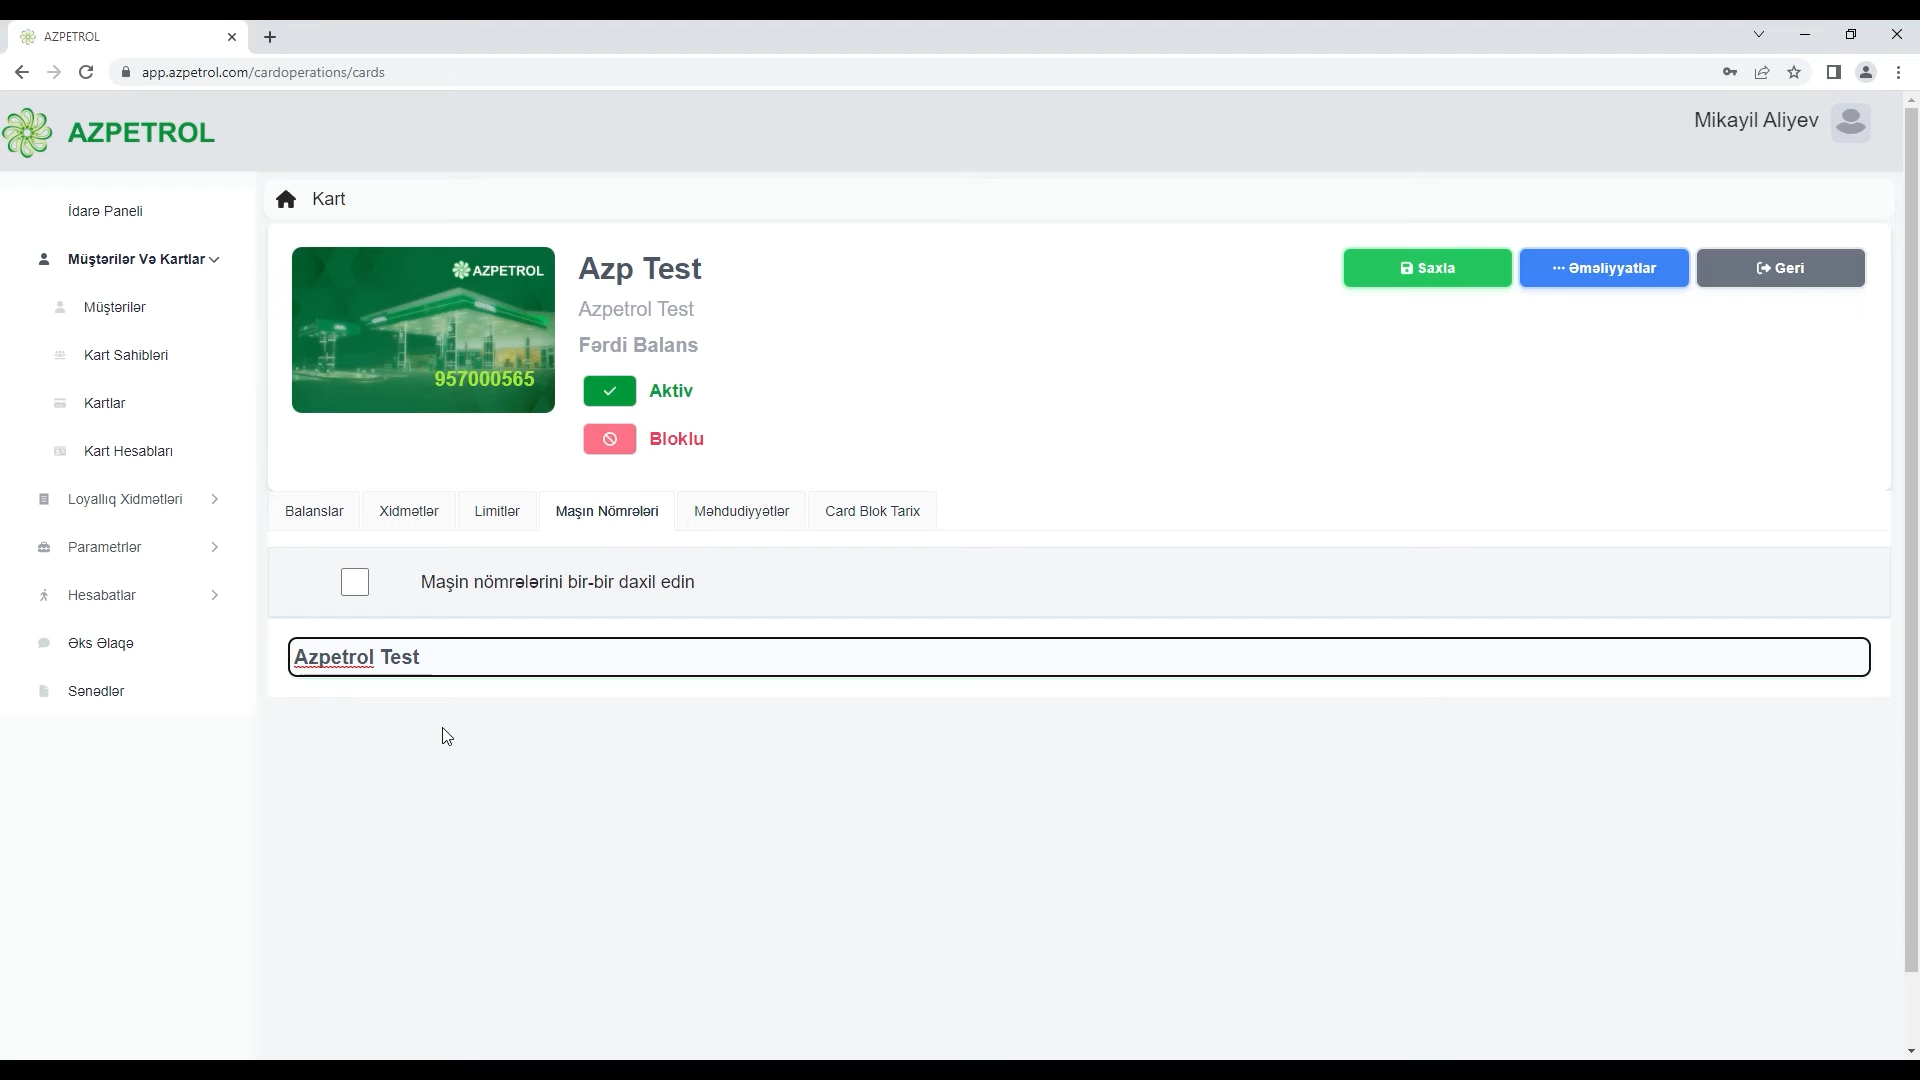 AZPETROL
app.azpetrol.com/cardoperations/cards
AZPETROL
Mikayil Aliyev
İdarə Paneli
Müştərilər Və Kartlar
Müştərilər
Kart Sahibləri
Kartlar
Kart Hesabları
Loyallıq Xidmətləri
Parametrlər
Hesabatlar
Əks Əlaqə
Sənədlər
Kart
AZPETROL
957000565
Azp Test
Azpetrol Test
Fərdi Balans
Aktiv
Bloklu
Saxla
Əməliyyatlar
Geri
Balanslar
Xidmətlər
Limitlər
Maşın Nömrələri
Məhdudiyyətlər
Card Blok Tarix
Maşin nömrələrini bir-bir daxil edin
Azpetrol Test